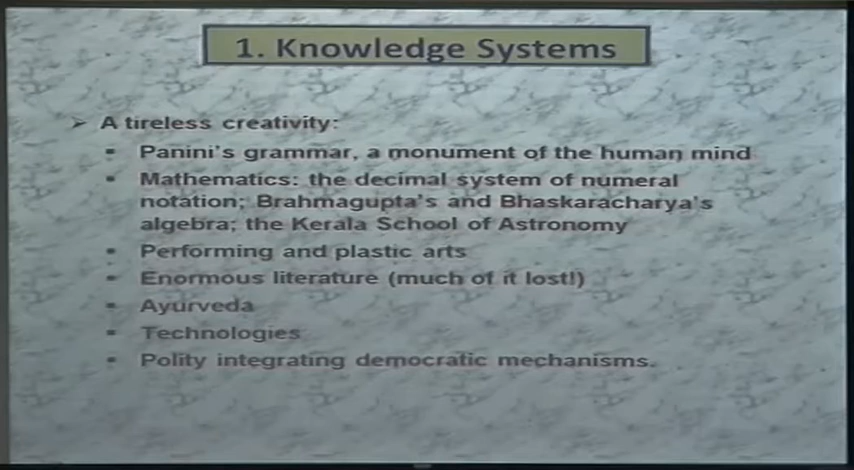 1. Knowledge Systems
➢ A tireless creativity:
▪ Panini's grammar, a monument of the human mind
▪ Mathematics: the decimal system of numeral
notation; Brahmagupta's and Bhaskaracharya's
algebra; the Kerala School of Astronomy
▪ Performing and plastic arts
▪ Enormous literature (much of it lost!)
▪ Ayurveda
▪ Technologies
▪ Polity integrating democratic mechanisms.